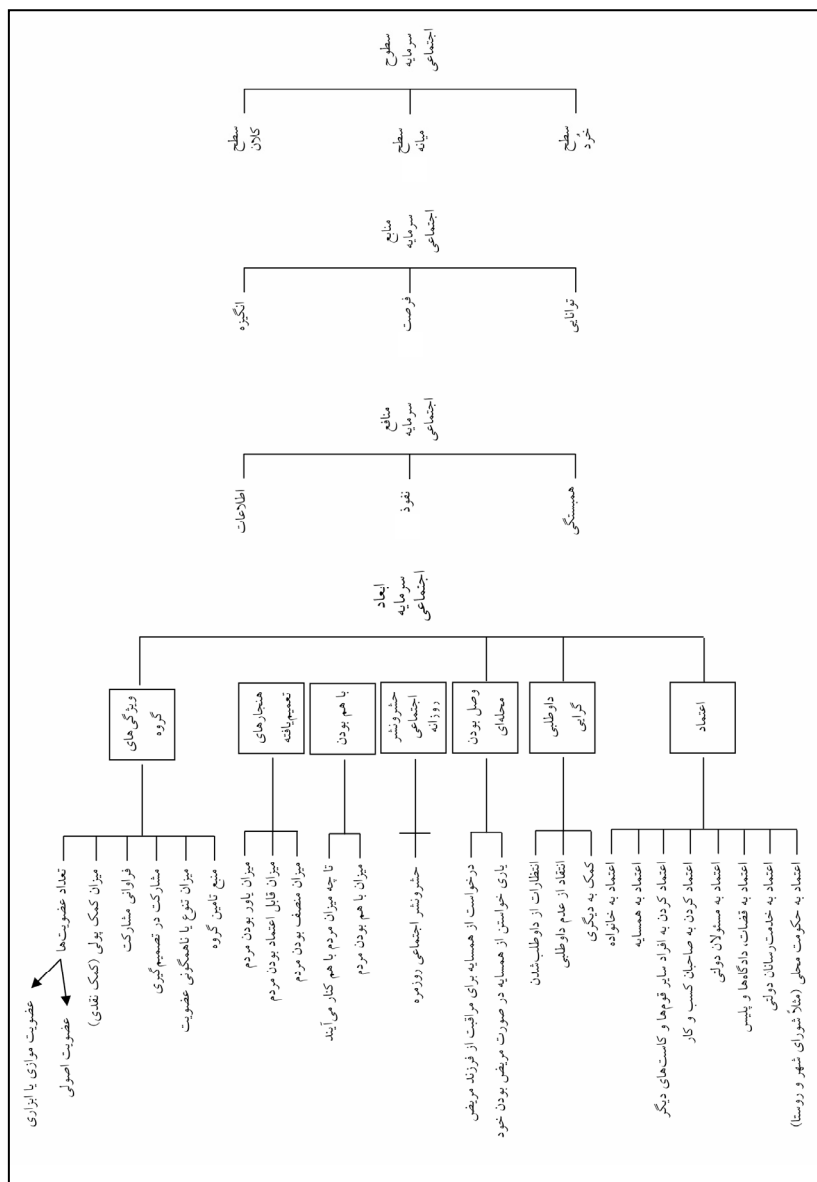 سطوح
سرمایه
اجتماعی
سطح
کلان
سطح
میانه
سطح
خُرد
منابع
سرمایه
اجتماعی
انگیزه
فرصت
توانایی
منافع
سرمایه
اجتماعی
اطلاعات
نفوذ
همبستگی
ابعاد
سرمایه
اجتماعی
ویژگی‌های
گروه
تعداد عضویت‌ها
عضویت موازی یا ابزاری
عضویت اصولی
میزان کمک پولی (کمک نقدی)
فراوانی مشارکت
مشارکت در تصمیم‌گیری
میزان تنوع یا ناهمگونی عضویت
منبع تامین گروه
هنجارهای
تعمیم‌یافته
میزان یاور بودن مردم
میزان قابل اعتماد بودن مردم
میزان منصف بودن مردم
با هم بودن
تا چه میزان مردم با هم کنار می‌آیند
میزان با هم بودن مردم
حشرونشر
اجتماعی
روزانه
حشرونشر اجتماعی روزمره
وصل بودن
محله‌ای
درخواست از همسایه برای مراقبت از فرزند مریض
یاری خواستن از همسایه در صورت مریض بودن خود
داوطلبی
گرایی
انتظارات از داوطلب‌شدن
انتقاد از عدم داوطلبی
کمک به دیگری
اعتماد
اعتماد به خانواده
اعتماد به همسایه
اعتماد کردن به افراد سایر قوم‌ها و کاست‌های دیگر
اعتماد کردن به صاحبان کسب و کار
اعتماد به مسئولان دولتی
اعتماد به قضات، دادگاه‌ها و پلیس
اعتماد به خدمت‌رسانان دولتی
اعتماد به حکومت محلی (مثلاً شورای شهر و روستا)